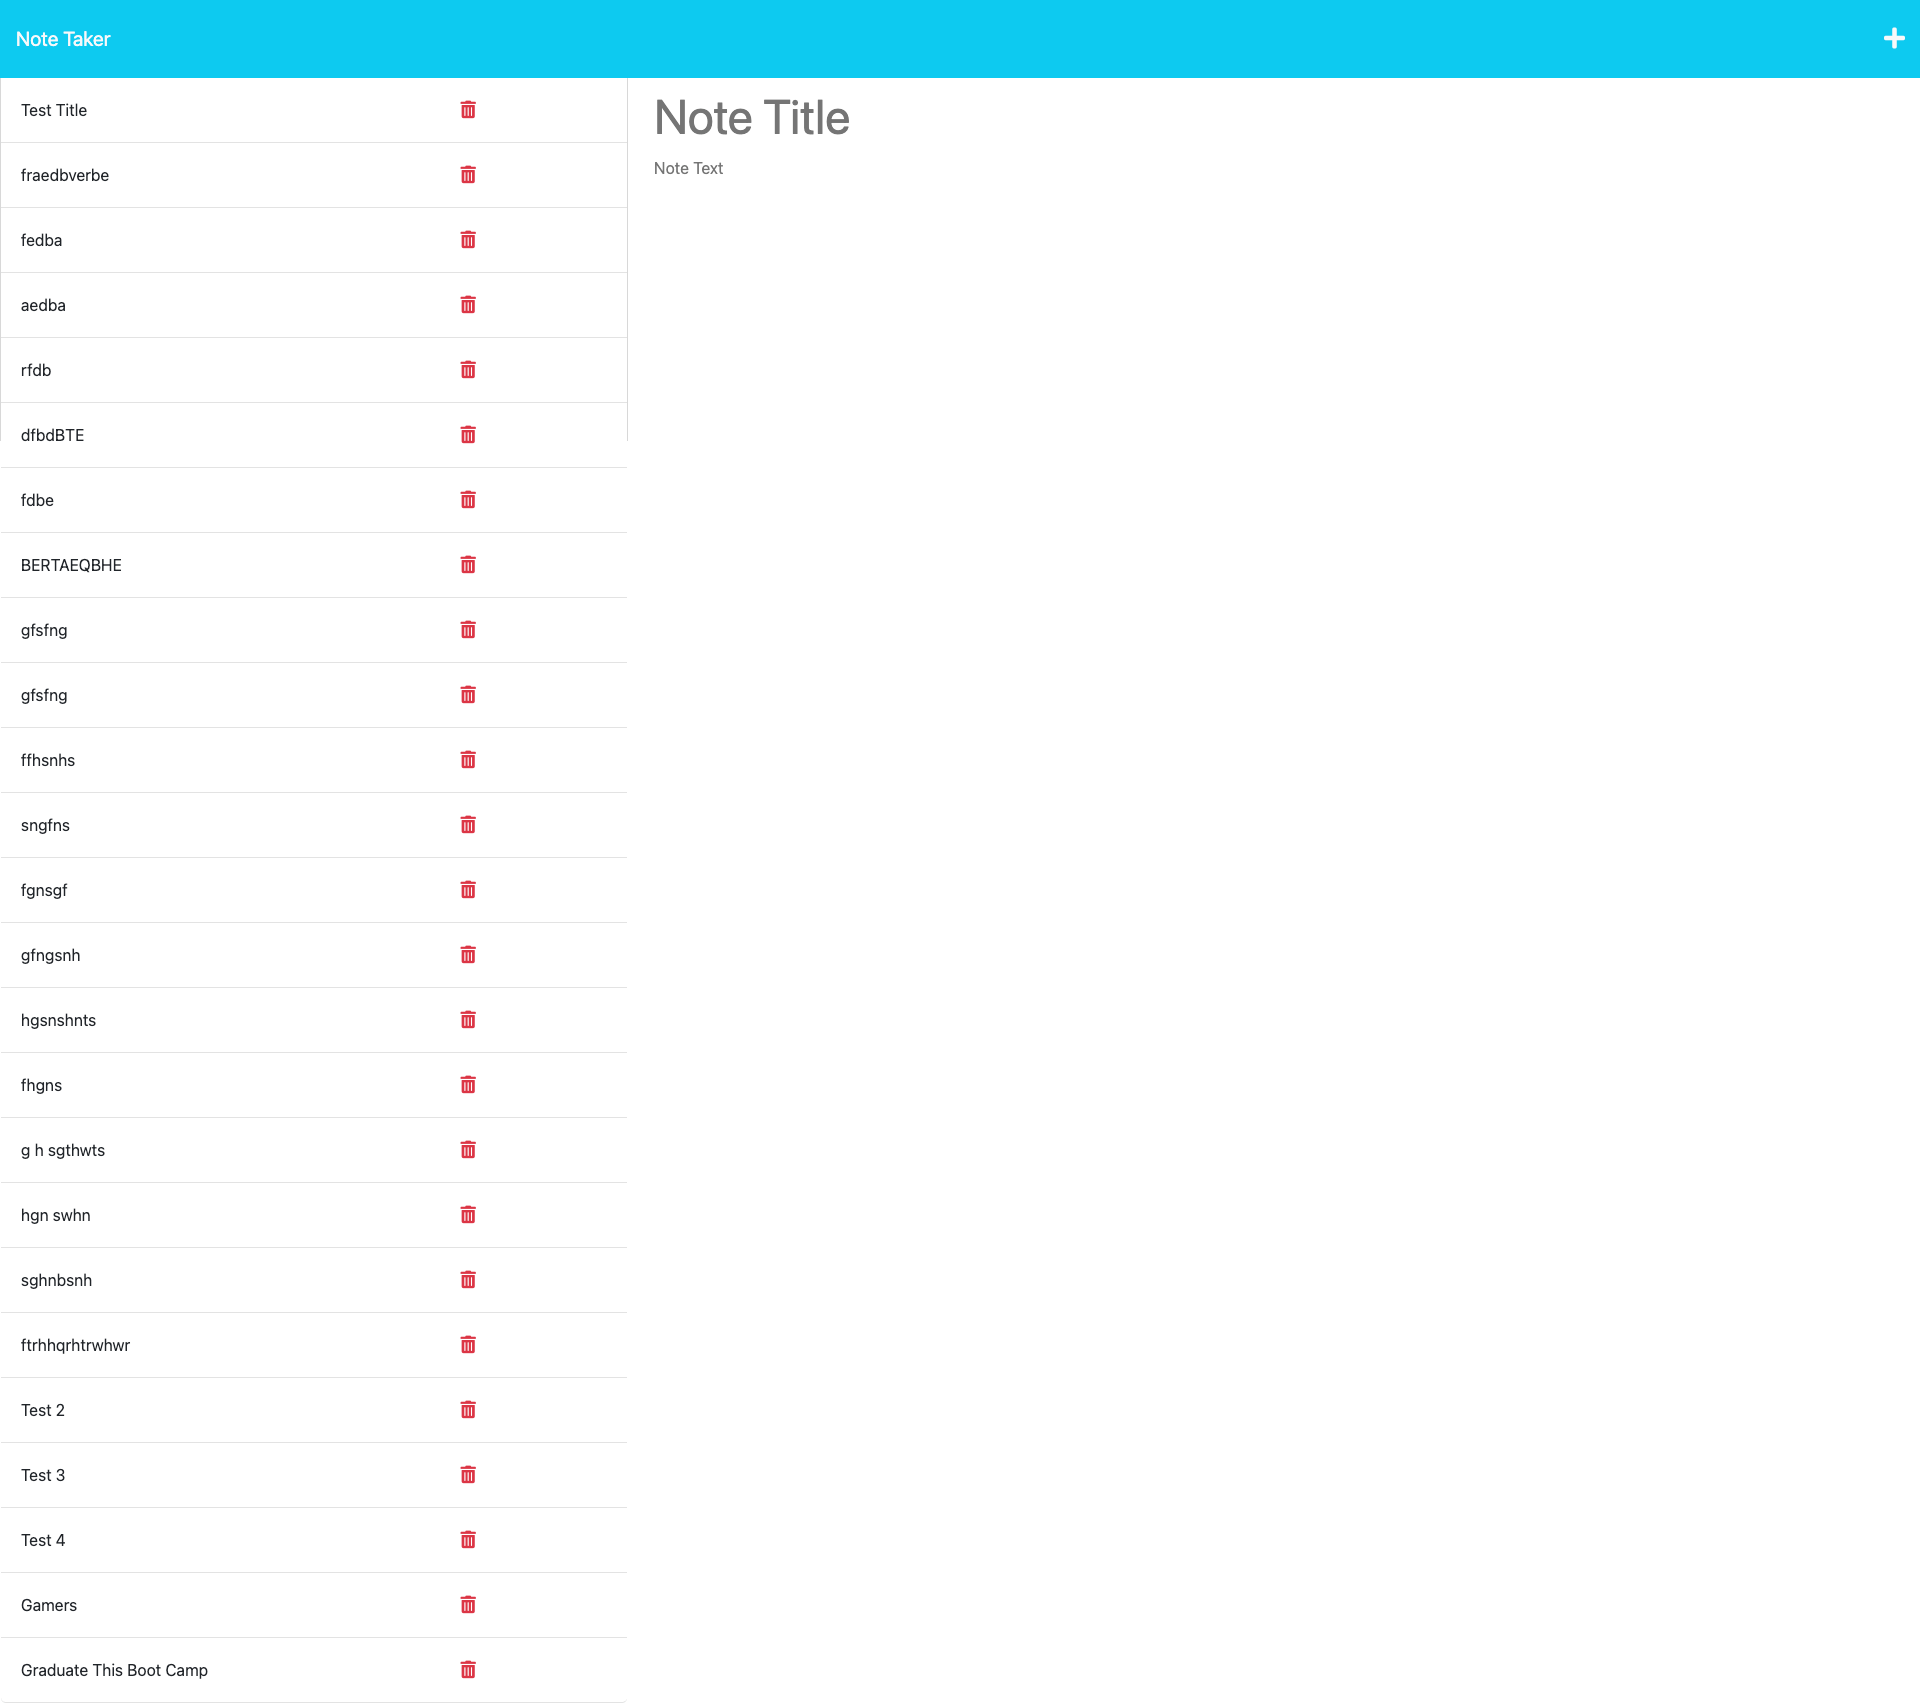 Note Taker
Test Title
fraedbverbe
fedba
aedba
rfdb
dfbdBTE
fdbe
BERTAEQBHE
gfsfng
gfsfng
ffhsnhs
sngfns
fgnsgf
gfngsnh
hgsnshnts
fhgns
g h sgthwts
hgn swhn
sghnbsnh
ftrhhqrhtrwhwr
Test 2
Test 3
Test 4
Gamers
Graduate This Boot Camp
Note Title
Note Text